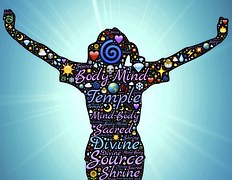 Body-Mind
Temple
Mind-Body
Sacred
Divine
Source
Shrine